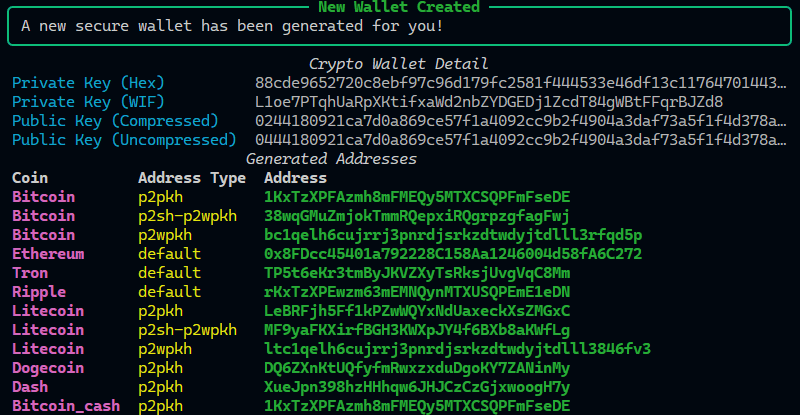 New Wallet Created
A new secure wallet has been generated for you!
Crypto Wallet Detail
Private Key (Hex) 88cde9652720c8ebf97c96d179fc2581f444533e46df13c11764701443…
Private Key (WIF) L1oe7PTqhUaRpXKtifxaWd2nbZYDGEDj1ZcdT84gWBtFFqrBJZd8
Public Key (Compressed) 0244180921ca7d0a869ce57f1a4092cc9b2f4904a3daf73a5f1f4d378a…
Public Key (Uncompressed) 0444180921ca7d0a869ce57f1a4092cc9b2f4904a3daf73a5f1f4d378a…
Generated Addresses
Coin Address Type Address
Bitcoin p2pkh 1KxTzXPFAzmh8mFMEQy5MTXCSQPFmFseDE
Bitcoin p2sh-p2wpkh 38wqGMuZmjokTmmRQepxiRQgrpzgfagFwj
Bitcoin p2wpkh bc1qelh6cujrrj3pnrdjsrkzdtwdyjtdlll3rfqd5p
Ethereum default 0x8FDcc45401a792228C158Aa1246004d58fA6C272
Tron default TP5t6eKr3tmByJKVZXyTsRksjUvgVqC8Mm
Ripple default rKxTzXPEwzm63mEMNQynMTXUSQPEmE1eDN
Litecoin p2pkh LeBRFjh5Ff1kPZwWQYxNdUaxeckXsZMGxC
Litecoin p2sh-p2wpkh MF9yaFKXirfBGH3KWXpJY4f6BXb8aKWfLg
Litecoin p2wpkh ltc1qelh6cujrrj3pnrdjsrkzdtwdyjtdlll3846fv3
Dogecoin p2pkh DQ6ZXnKtUQfyfmRwxzxduDgoKY7ZANinMy
Dash p2pkh XueJpn398hzHHhqw6JHJCzCzGjxwoogH7y
Bitcoin_cash p2pkh 1KxTzXPFAzmh8mFMEQy5MTXCSQPFmFseDE